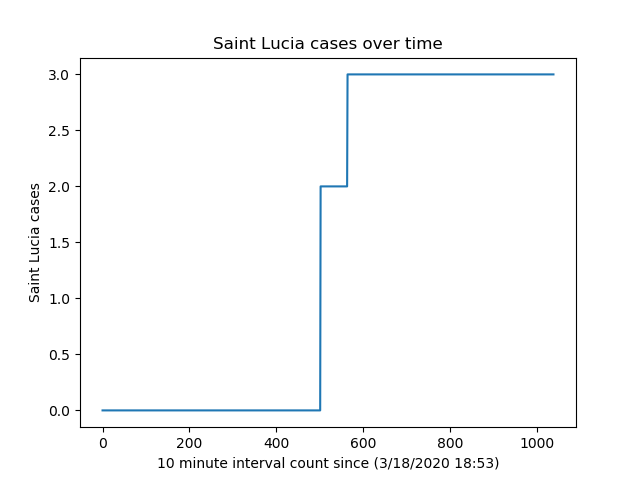 Saint Lucia cases over time
3.0
2.5
2.0
1.5
1.0
0.5
0.0
Saint Lucia cases
0 200 400 600 800 1000
10 minute interval count since (3/18/2020 18:53)